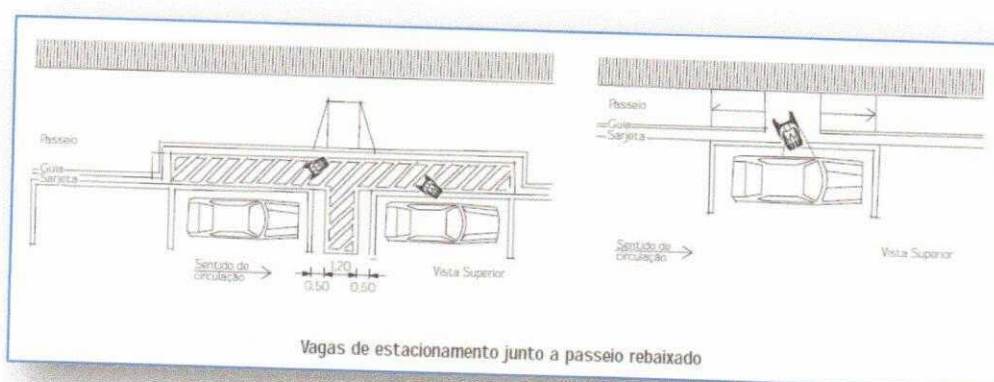 Passeio
Guia
Sarjeta
Sentido de
circulação
0,50
1,20
0,50
Vista Superior
Passeio
Guia
Sarjeta
Sentido de
circulação
Vista Superior
Vagas de estacionamento junto a passeio rebaixado